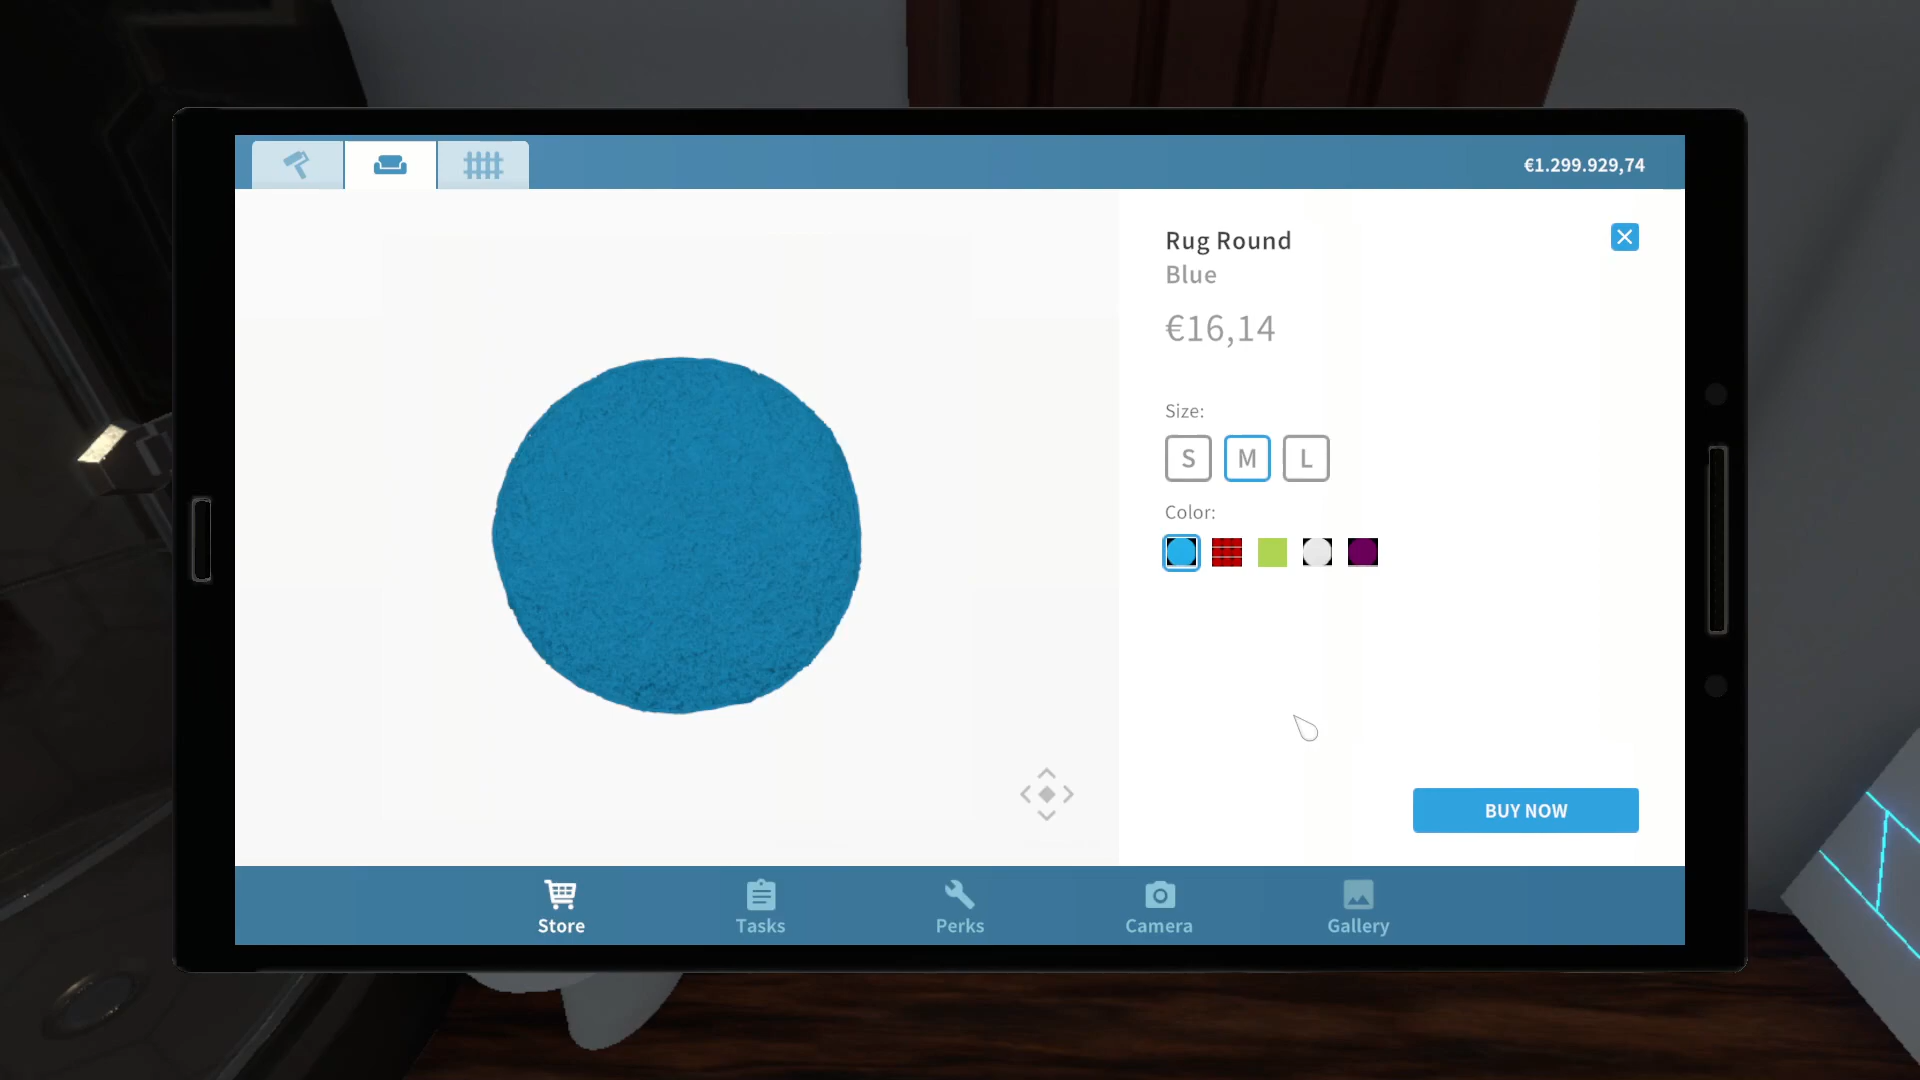 €1.299.929,74
Rug Round
Blue
€16,14
Size:
S M L
Color:
BUY NOW
Store Tasks Perks Camera Gallery